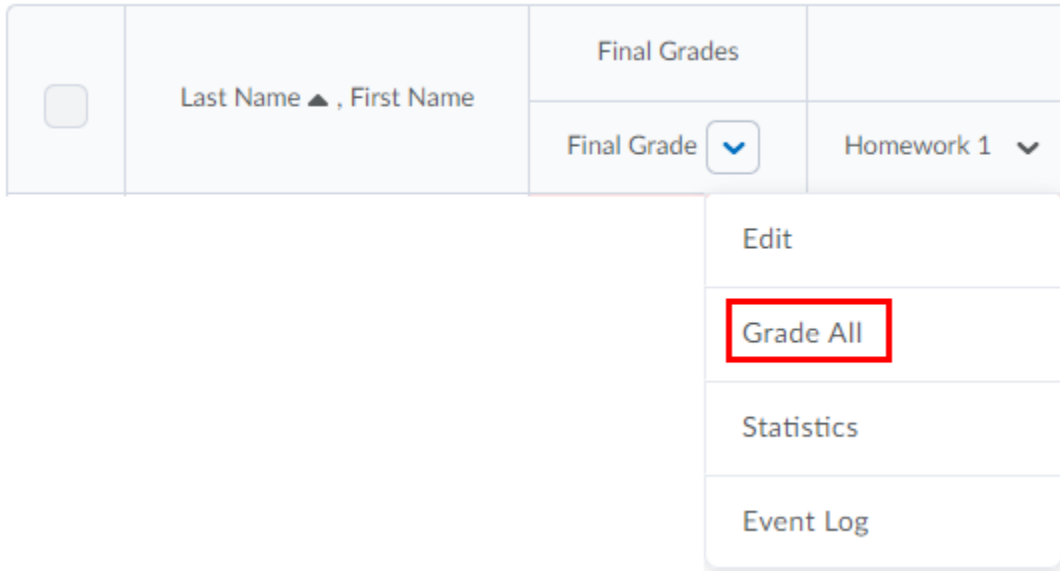 Final Grades
Last Name , First Name
Final Grade
Homework 1
Edit
Grade All
Statistics
Event Log